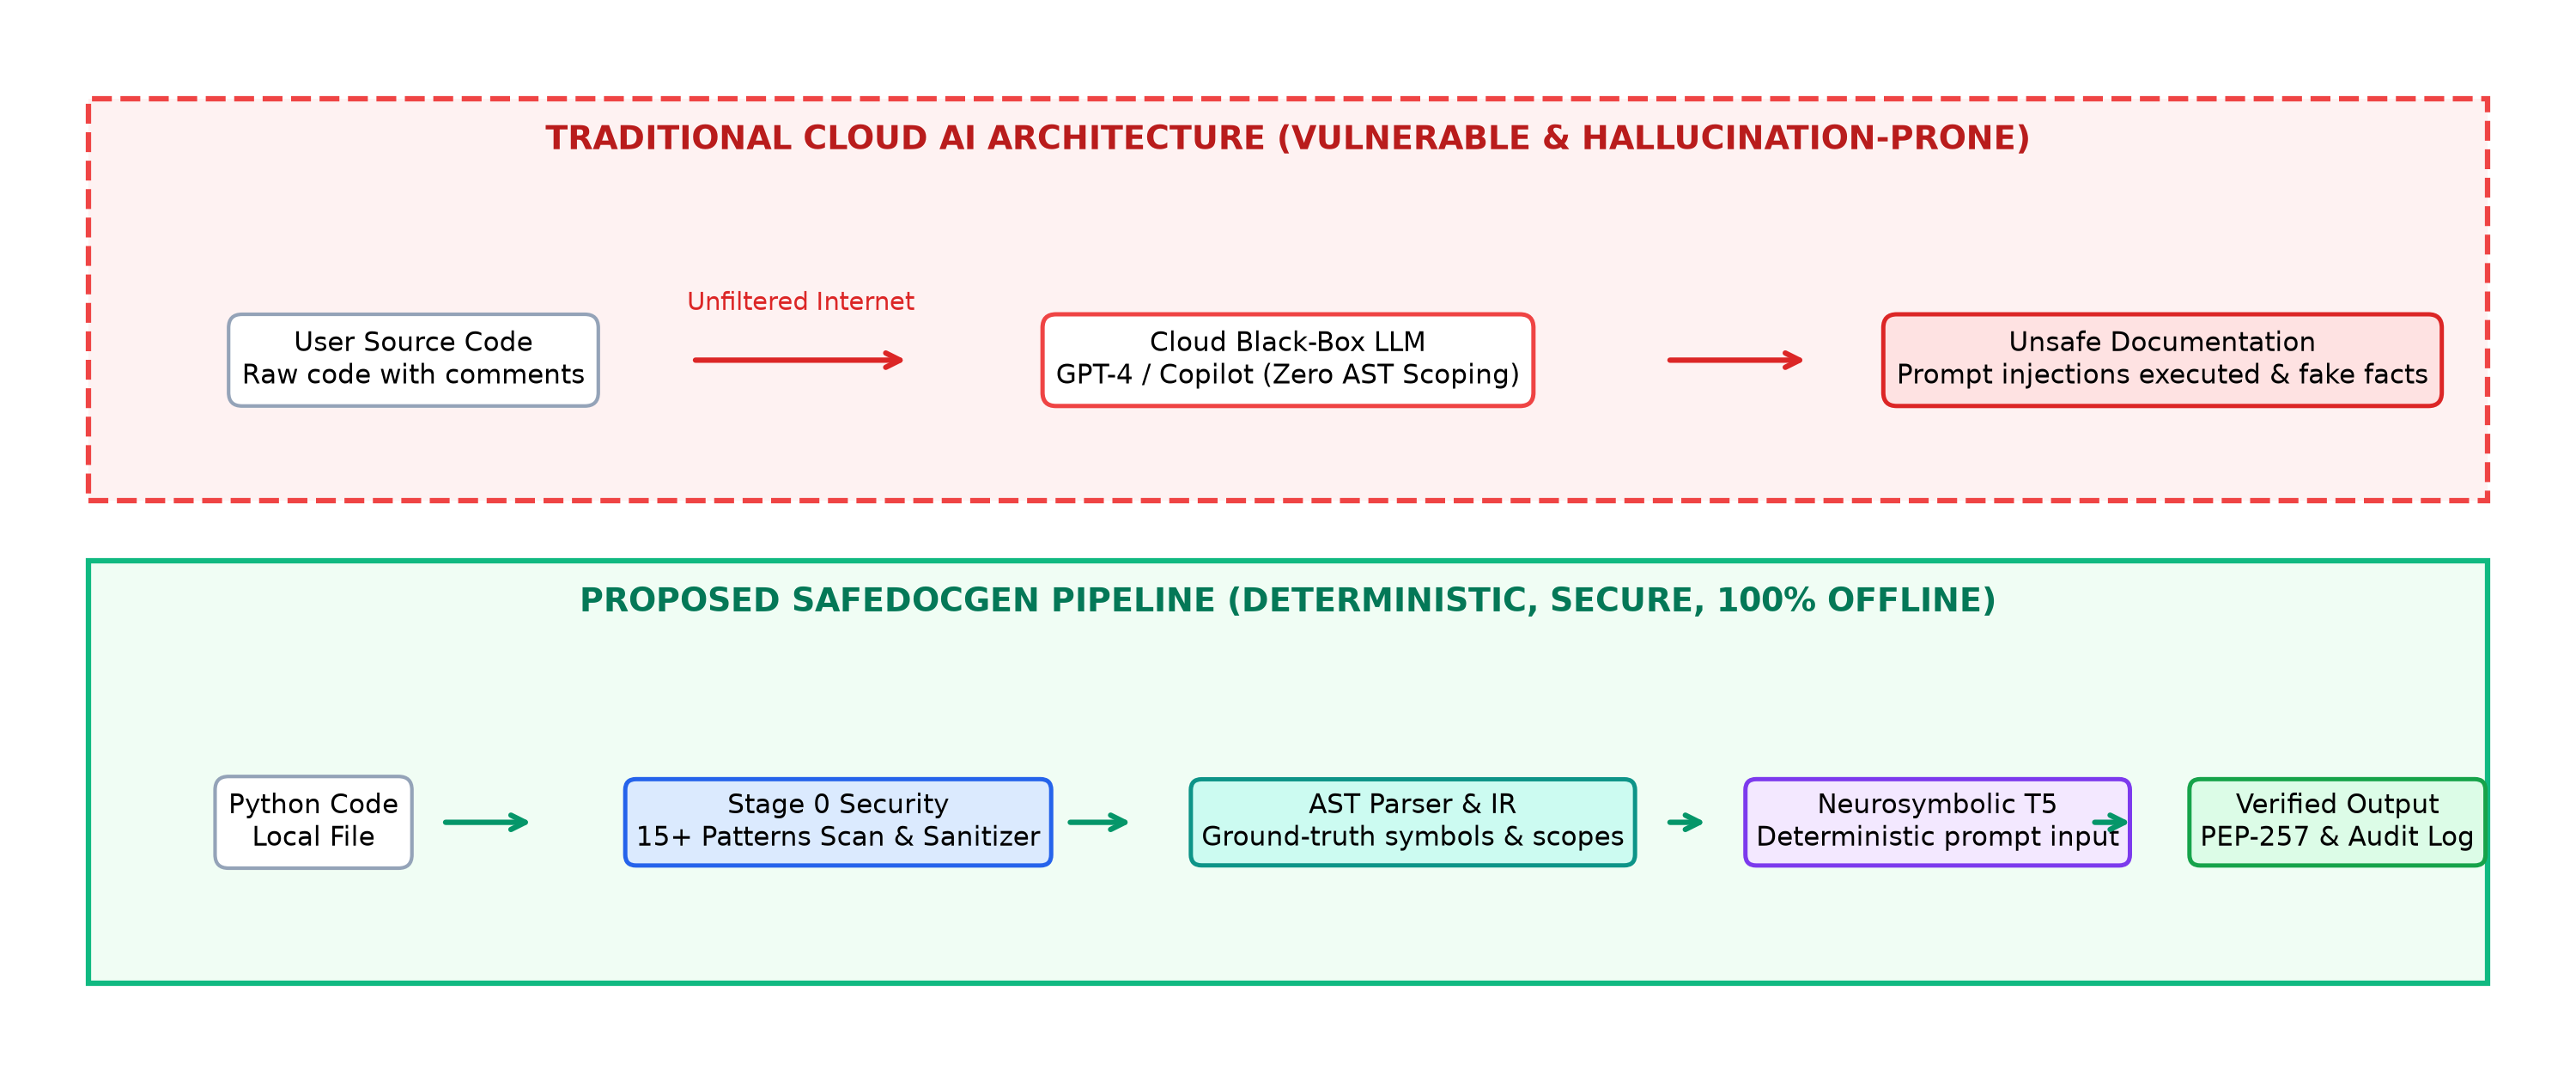 TRADITIONAL CLOUD AI ARCHITECTURE (VULNERABLE & HALLUCINATION-PRONE)
Unfiltered Internet
User Source Code
Raw code with comments
Cloud Black-Box LLM
GPT-4 / Copilot (Zero AST Scoping)
Unsafe Documentation
Prompt injections executed & fake facts
PROPOSED SAFEDOCGEN PIPELINE (DETERMINISTIC, SECURE, 100% OFFLINE)
Python Code
Local File
Stage 0 Security
15+ Patterns Scan & Sanitizer
AST Parser & IR
Ground-truth symbols & scopes
Neurosymbolic T5
Deterministic prompt input
Verified Output
PEP-257 & Audit Log